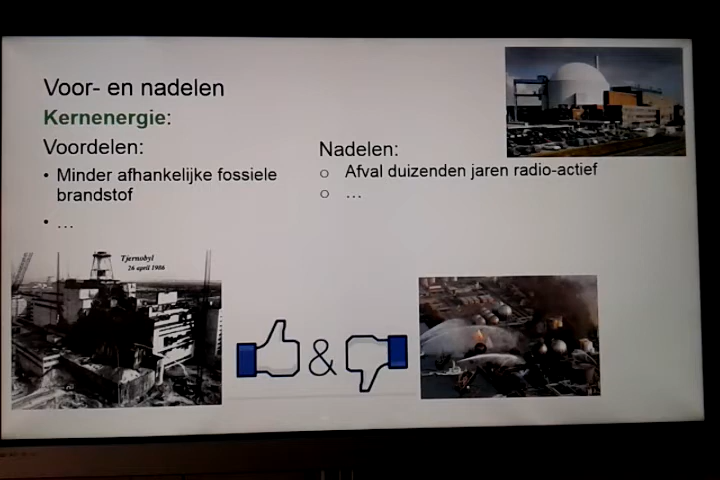 Voor- en nadelen
Kernenergie:
Voordelen:
• Minder afhankelijke fossiele
brandstof
• ...
Nadelen:
o Afval duizenden jaren radio-actief
o ...
Tjernobyl
26 april 1986
&